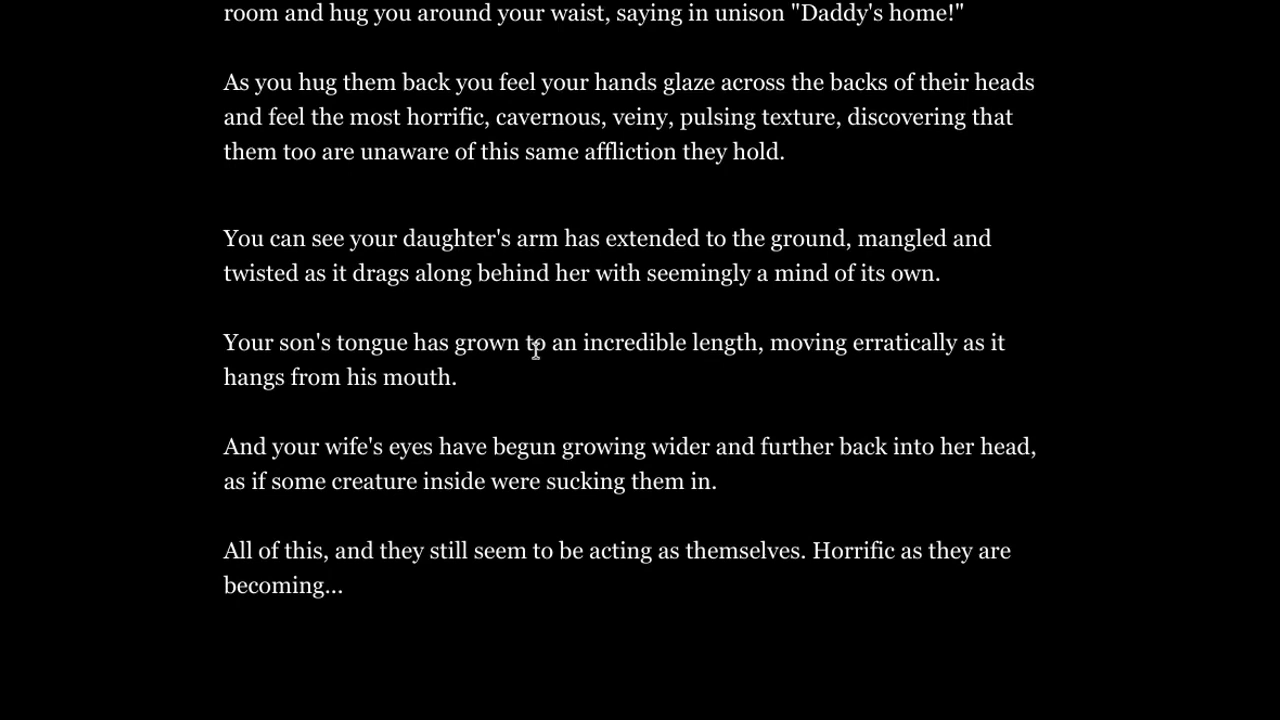 room and hug you around your waist, saying in unison "Daddy's home!"
As you hug them back you feel your hands glaze across the backs of their heads
and feel the most horrific, cavernous, veiny, pulsing texture, discovering that
them too are unaware of this same affliction they hold.
You can see your daughter's arm has extended to the ground, mangled and
twisted as it drags along behind her with seemingly a mind of its own.
Your son's tongue has grown to an incredible length, moving erratically as it
hangs from his mouth.
And your wife's eyes have begun growing wider and further back into her head,
as if some creature inside were sucking them in.
All of this, and they still seem to be acting as themselves. Horrific as they are
becoming...